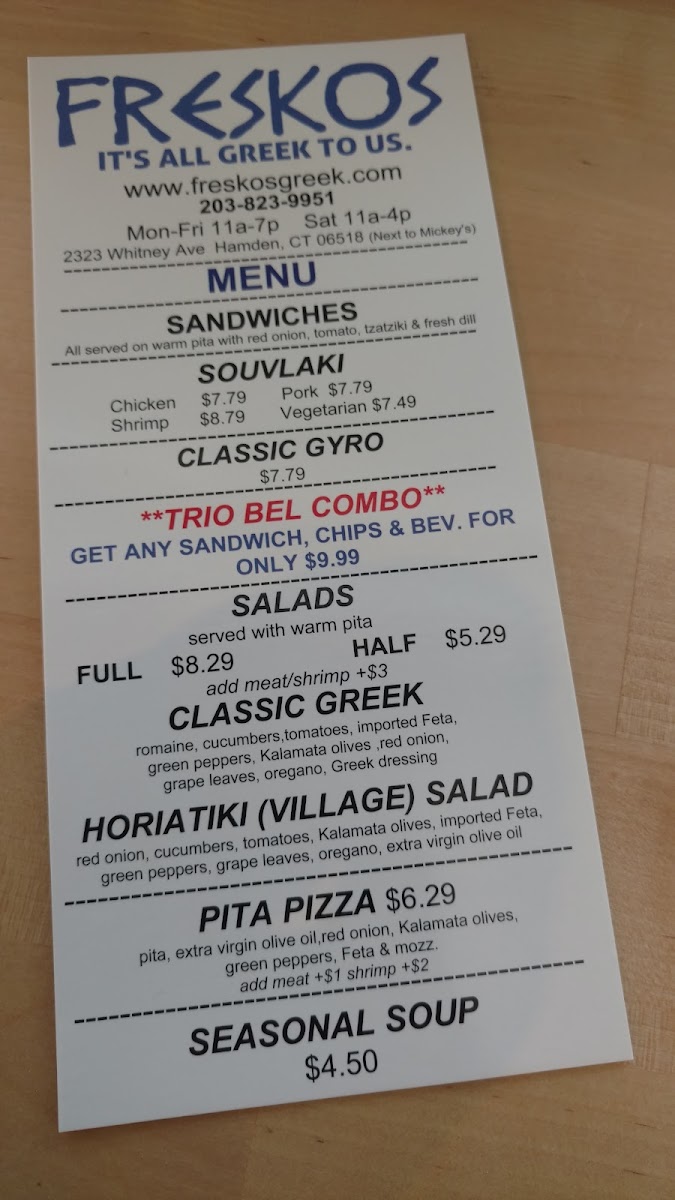 FRESKOS
IT'S ALL GREEK TO US.
www.freskosgreek.com
203-823-9951
Mon-Fri 11a-7p Sat 11a-4p
2323 Whitney Ave Hamden, CT 06518 (Next to Mickey's)
MENU
SANDWICHES
All served on warm pita with red onion, tomato, tzatziki & fresh dill
SOUVLAKI
Chicken $7.79 Pork $7.79
Shrimp $8.79 Vegetarian $7.49
CLASSIC GYRO
$7.79
**TRIO BEL COMBO**
GET ANY SANDWICH, CHIPS & BEV. FOR
ONLY $9.99
SALADS
served with warm pita
FULL $8.29 HALF $5.29
add meat/shrimp +$3
CLASSIC GREEK
romaine, cucumbers,tomatoes, imported Feta,
green peppers, Kalamata olives ,red onion,
grape leaves, oregano, Greek dressing
HORIATIKI (VILLAGE) SALAD
red onion, cucumbers, tomatoes, Kalamata olives, imported Feta,
green peppers, grape leaves, oregano, extra virgin olive oil
PITA PIZZA $6.29
pita, extra virgin olive oil,red onion, Kalamata olives,
green peppers, Feta & mozz.
add meat +$1 shrimp +$2
SEASONAL SOUP
$4.50